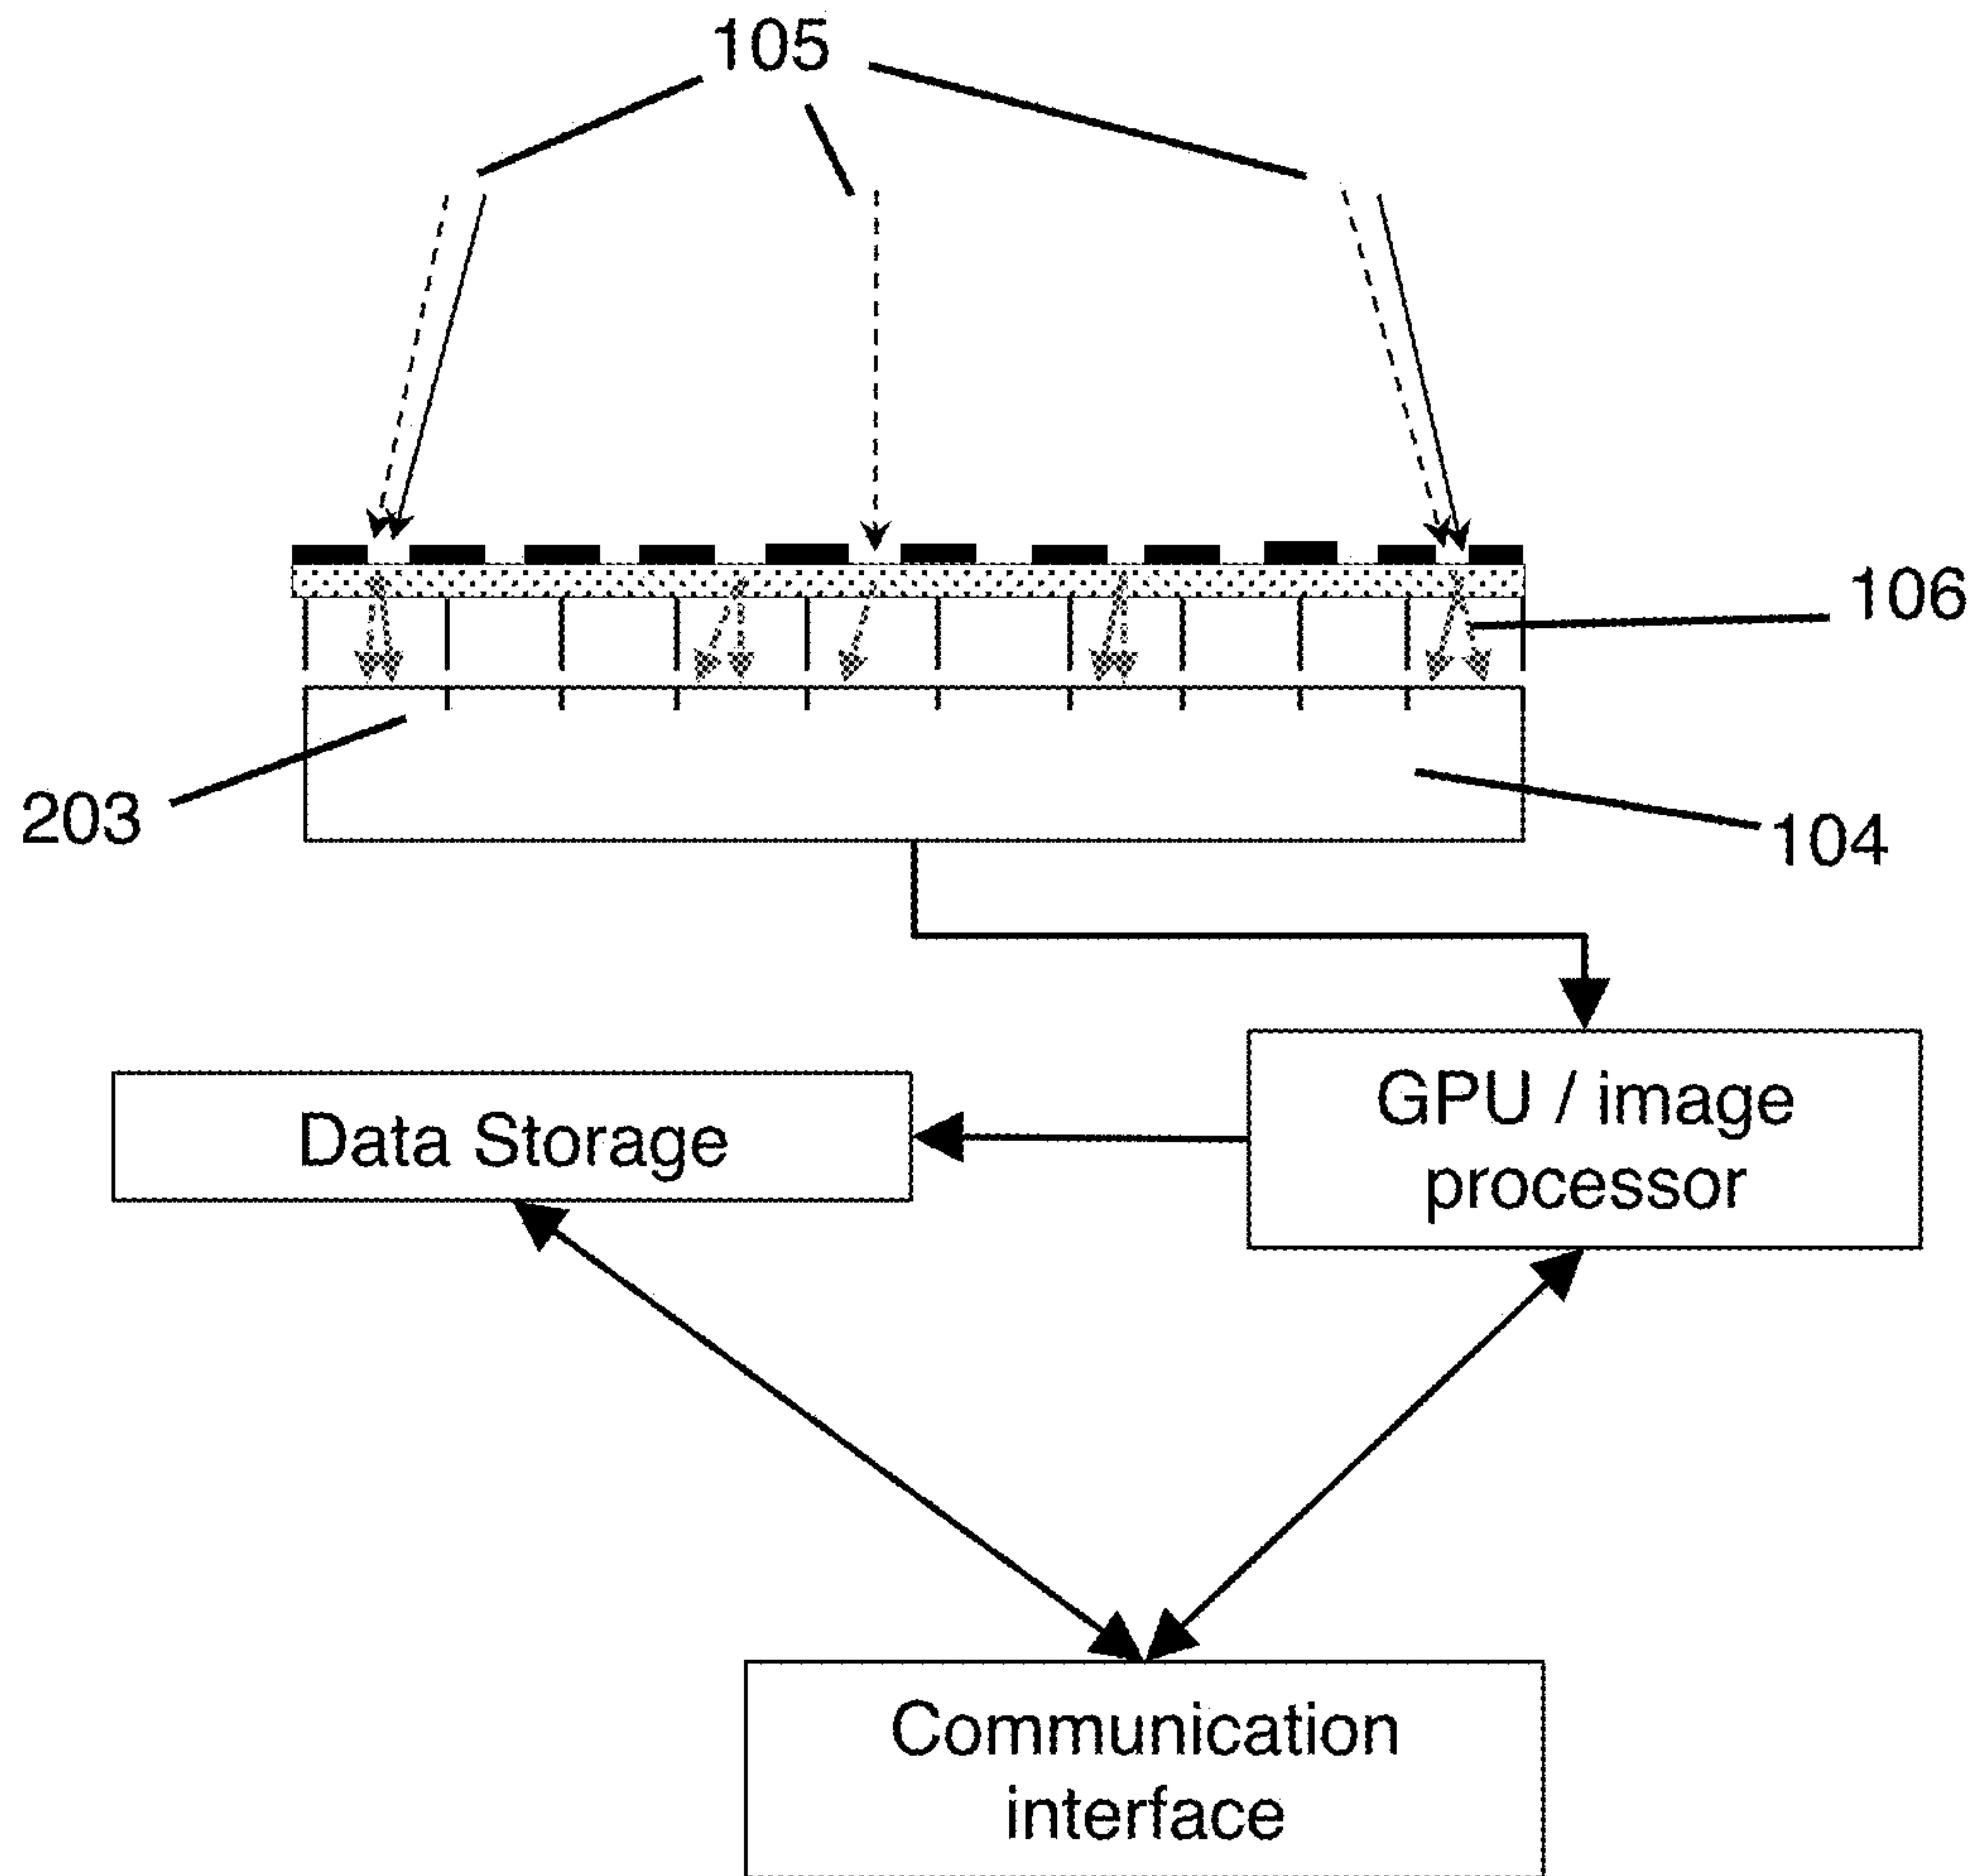 105
106
203
104
GPU / image
processor
Data Storage
Communication
interface